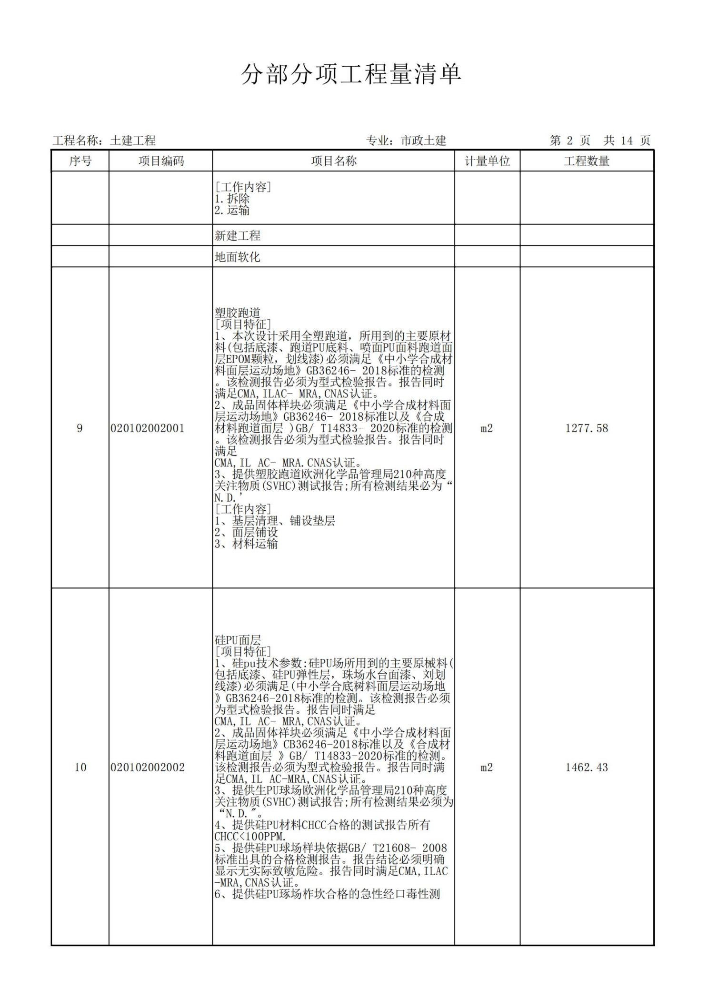 分部分项工程量清单
工程名称：土建工程 专业：市政土建 第 2 页 共 14 页
序号 项目编码 项目名称 计量单位 工程数量
[工作内容]
1.拆除
2.运输
新建工程
地面软化
塑胶跑道
[项目特征]
1、本次设计采用全塑跑道，所用到的主要原材
料(包括底漆、跑道PU底料、喷面PU面料跑道面
层EPOM颗粒，划线漆)必须满足《中小学合成材
料面层运动场地》GB36246- 2018标准的检测
。该检测报告必须为型式检验报告。报告同时
满足CMA,ILAC- MRA,CNAS认证。
2、成品固体样块必须满足《中小学合成材料面
层运动场地》GB36246- 2018标准以及《合成
材料跑道面层 )GB/ T14833- 2020标准的检测
。该检测报告必须为型式检验报告。报告同时
满足
CMA,IL AC- MRA.CNAS认证。
3、提供塑胶跑道欧洲化学品管理局210种高度
关注物质(SVHC)测试报告;所有检测结果必为“
N.D.’
[工作内容]
1、基层清理、铺设垫层
2、面层铺设
3、材料运输
9 020102002001 m2 1277.58
硅PU面层
[项目特征]
1、硅pu技术参数:硅PU场所用到的主要原械料(
包括底漆、硅PU弹性层，珠场水台面漆、刘划
线漆)必须满足(中小学合底树料面层运动场地
》GB36246-2018标准的检测。该检测报告必须
为型式检验报告。报告同时满足
CMA,IL AC- MRA,CNAS认证。
2、成品固体祥块必须满足《中小学合成材料面
层运动场地》CB36246-2018标准以及《合成材
料跑道面层 》GB/ T14833-2020标准的检测。
该检测报告必须为型式检验报告。报告同时满
足CMA,IL AC-MRA,CNAS认证。
3、提供生PU球场欧洲化学品管理局210种高度
关注物质(SVHC)测试报告;所有检测结果必须为
“N.D.″。
4、提供硅PU材料CHCC合格的测试报告所有
CHCC<100PPM.
5、提供硅PU球场样块依据GB/ T21608- 2008
标准出具的合格检测报告。报告结论必须明确
显示无实际致敏危险。报告同时满足CMA,ILAC
-MRA,CNAS认证。
6、提供硅PU琢场柞坎合格的急性经口毒性测
10 020102002002 m2 1462.43